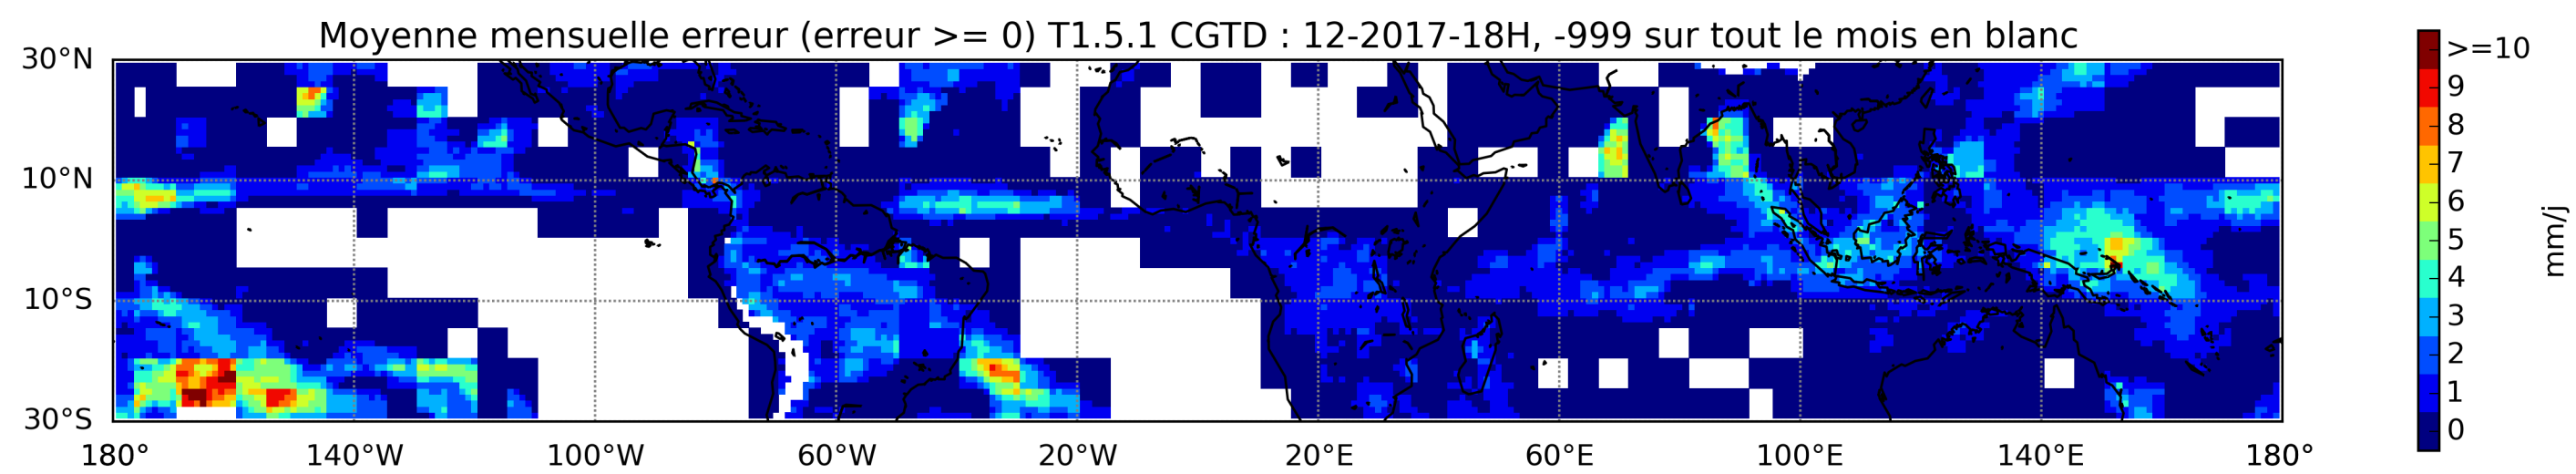 Moyenne mensuelle erreur (erreur >= 0) T1.5.1 CGTD : 12-2017-18H, -999 sur tout le mois en blanc
30°N
10°N
10°S
30°S
180° 140°W 100°W 60°W 20°W 20°E 60°E 100°E 140°E 180°
>=10
9
8
7
6
5
4
3
2
1
0
mm/j